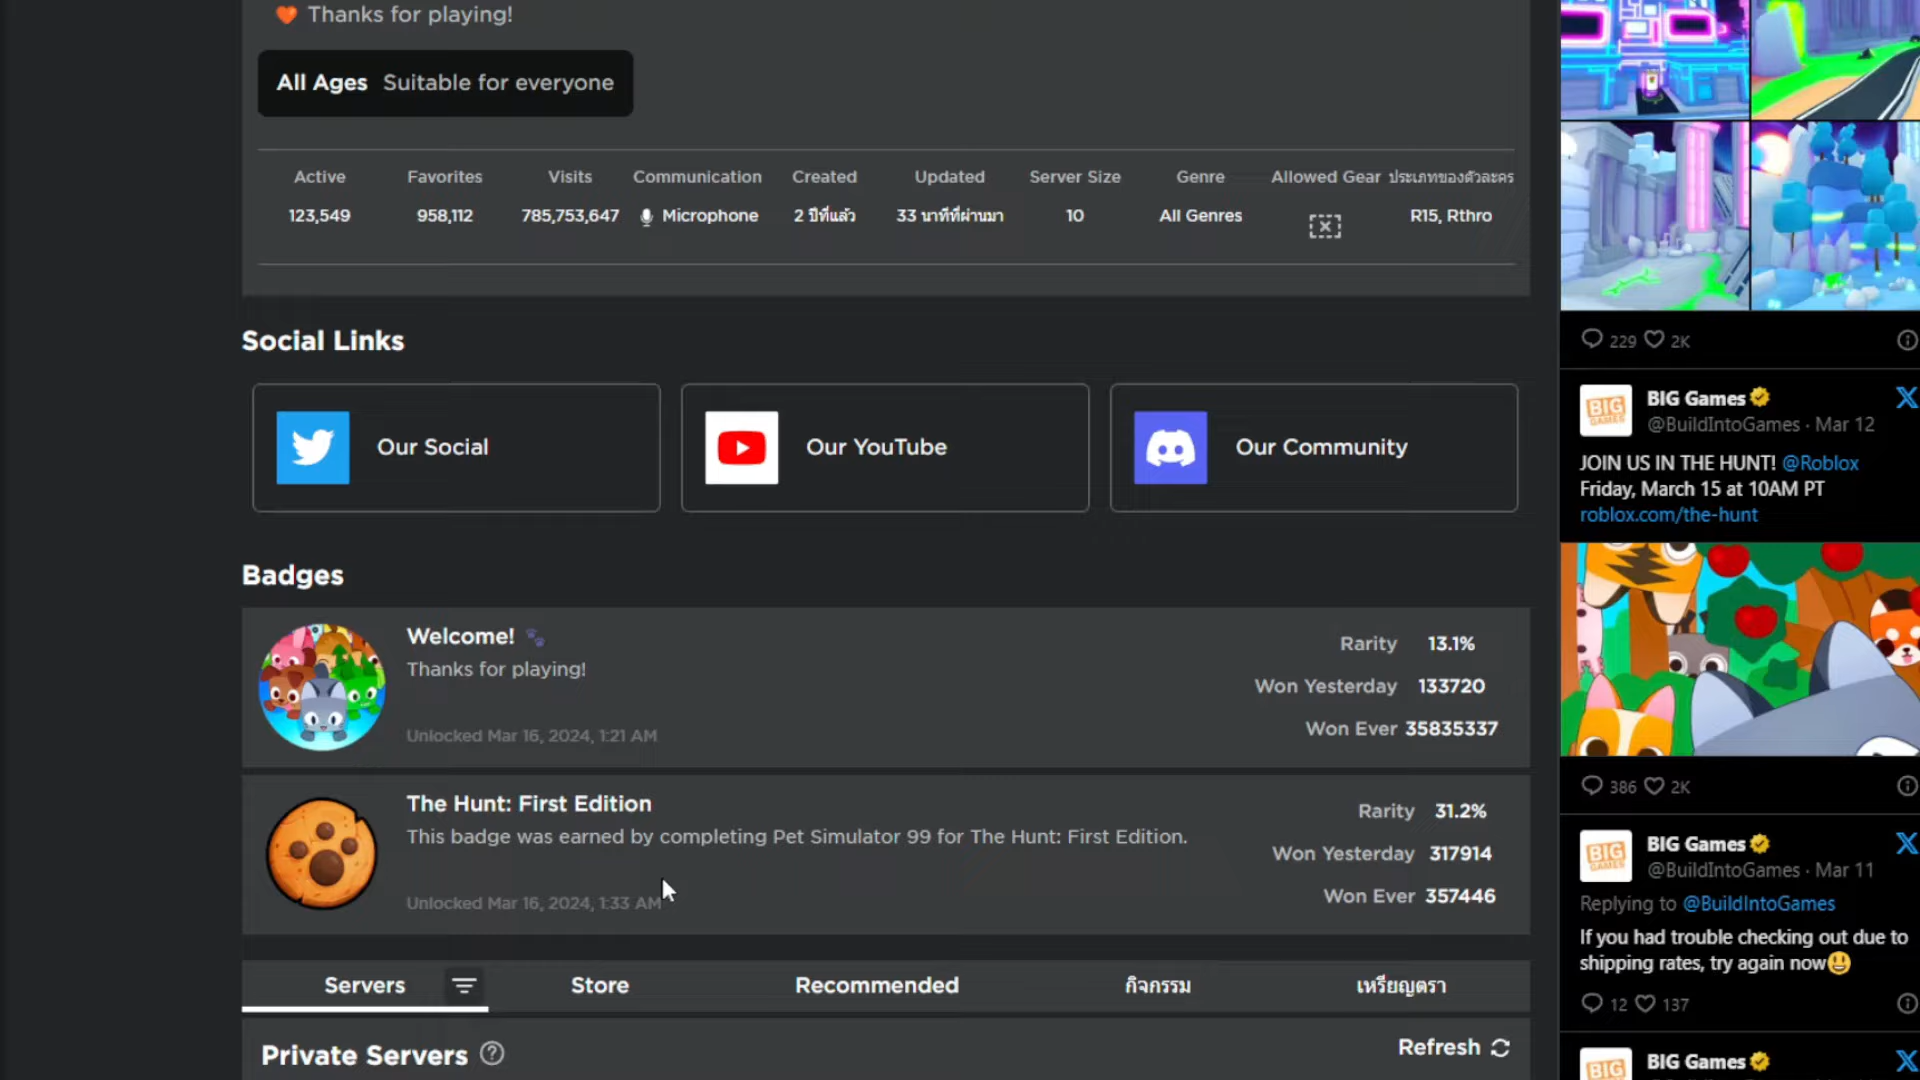 Thanks for playing!
All Ages Suitable for everyone
Active Favorites Visits Communication Created Updated Server Size Genre Allowed Gear ประเภทของตัวละคร
123,549 958,112 785,753,647 Microphone 2 ปีที่แล้ว 33 นาทีที่ผ่านมา 10 All Genres R15, Rthro
Social Links
Our Social
Our YouTube
Our Community
Badges
Welcome!
Thanks for playing!
Unlocked Mar 16, 2024, 1:21 AM
Rarity 13.1%
Won Yesterday 133720
Won Ever 35835337
The Hunt: First Edition
This badge was earned by completing Pet Simulator 99 for The Hunt: First Edition.
Unlocked Mar 16, 2024, 1:33 AM
Rarity 31.2%
Won Yesterday 317914
Won Ever 357446
Servers Store Recommended กิจกรรม เหรียญตรา
Private Servers
Refresh
229 2K
BIG GAMES
BIG Games
@BuildIntoGames · Mar 12
JOIN US IN THE HUNT! @Roblox
Friday, March 15 at 10AM PT
roblox.com/the-hunt
386 2K
BIG GAMES
BIG Games
@BuildIntoGames · Mar 11
Replying to @BuildIntoGames
If you had trouble checking out due to
shipping rates, try again now
12 137
BIG
BIG Games